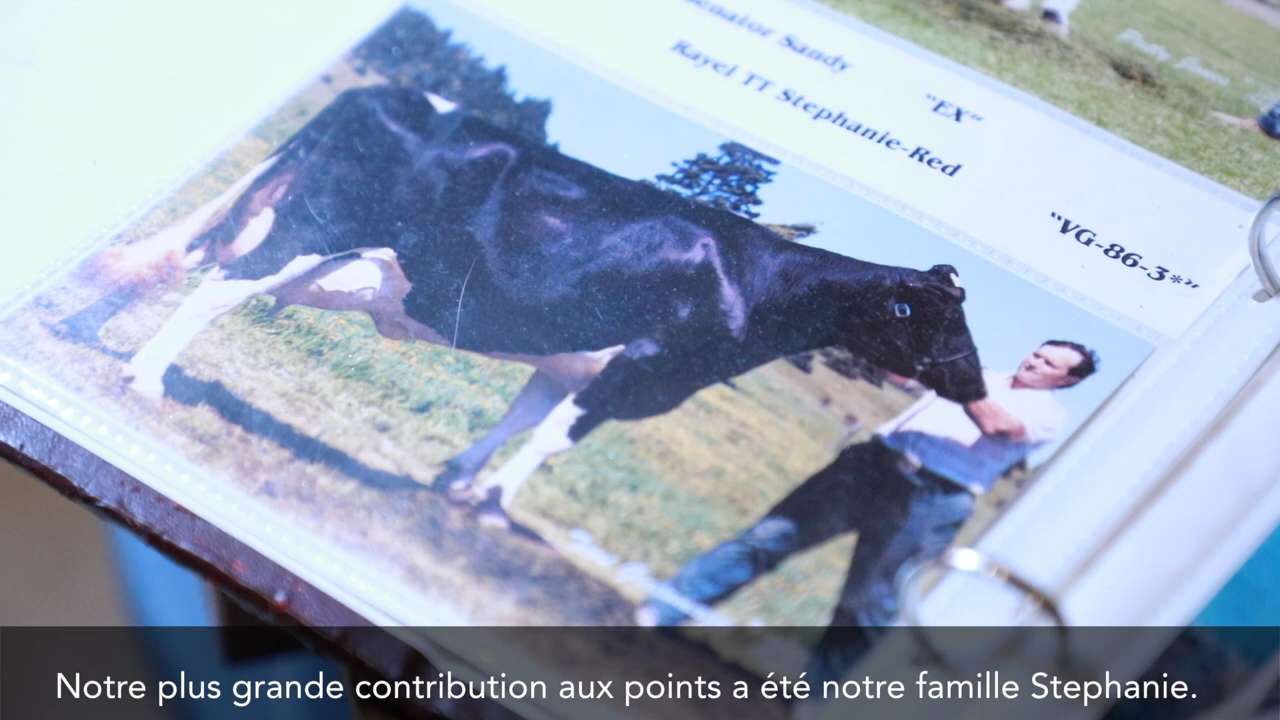 Senator Sandy
"EX"
Rayel TT Stephanie-Red
"VG-86-3*"
Notre plus grande contribution aux points a été notre famille Stephanie.